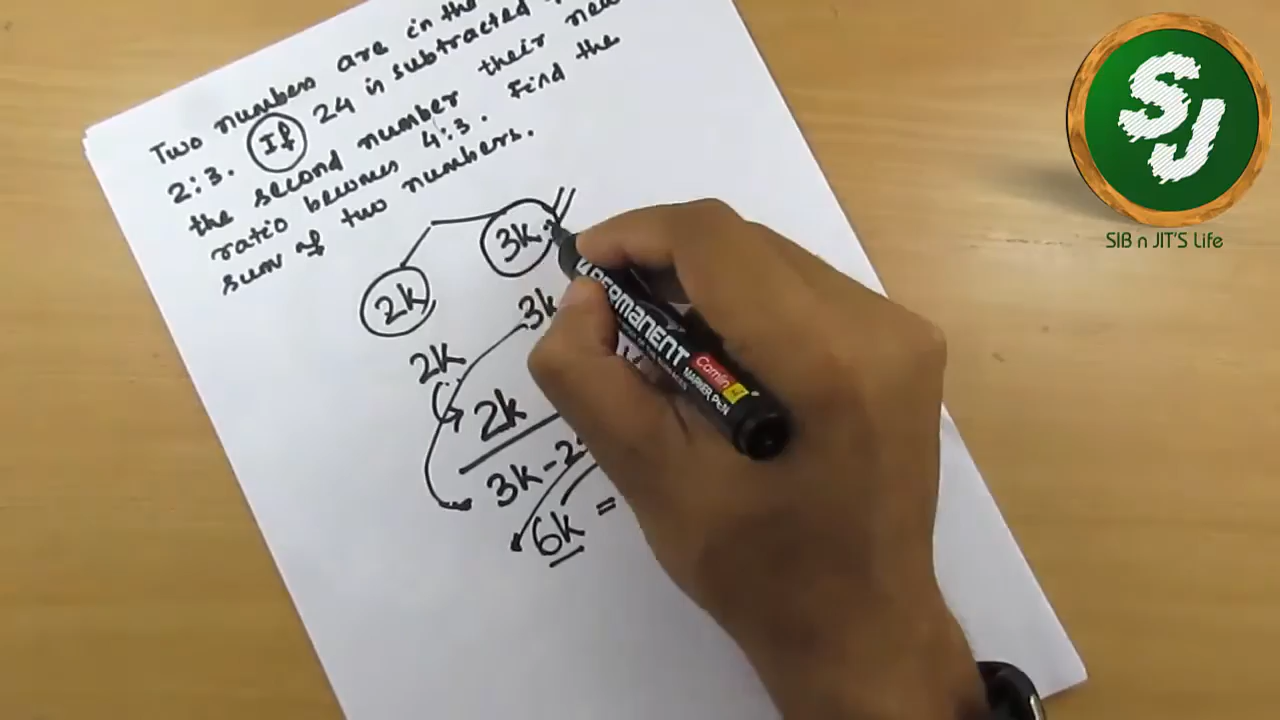 Two numbers are in the
2:3. If 24 is subtracted
the second number their new
ratio becomes 4:3. Find the
sum of two numbers.
2k
3k
2k
3k
2k
3k-2
6k =
PERMANENT
MARKER PEN
Camlin
SJ
SIB n JIT'S Life